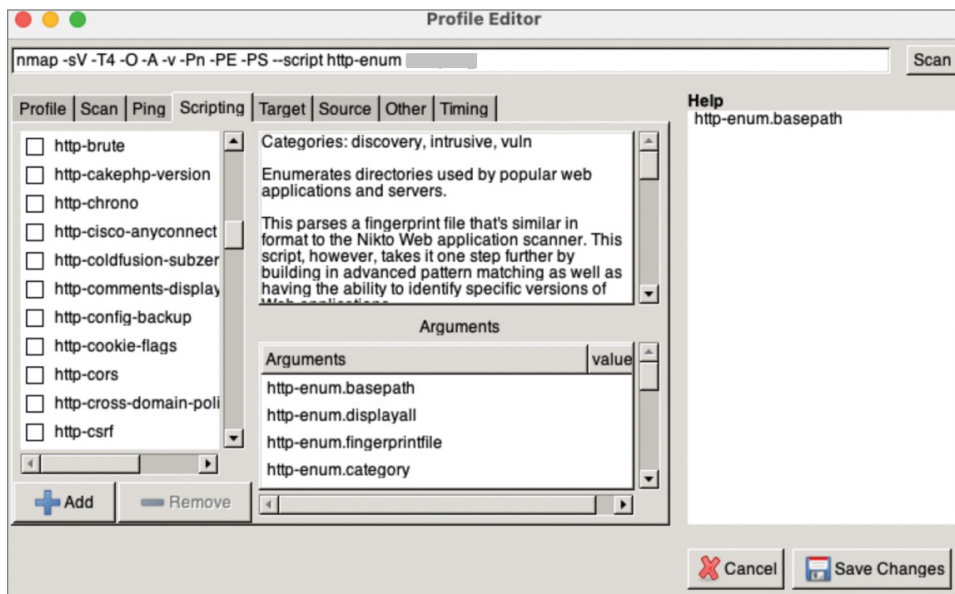 Profile Editor
nmap -sV -T4 -O -A -v -Pn -PE -PS --script http-enum
Scan
Profile Scan Ping Scripting Target Source Other Timing
http-brute
http-cakephp-version
http-chrono
http-cisco-anyconnect
http-coldfusion-subzer
http-comments-display
http-config-backup
http-cookie-flags
http-cors
http-cross-domain-poli
http-csrf
Add
Remove
Categories: discovery, intrusive, vuln
Enumerates directories used by popular web
applications and servers.
This parses a fingerprint file that's similar in
format to the Nikto Web application scanner. This
script, however, takes it one step further by
building in advanced pattern matching as well as
having the ability to identify specific versions of
Web applications
Arguments
Arguments value
http-enum.basepath
http-enum.displayall
http-enum.fingerprintfile
http-enum.category
Help
http-enum.basepath
Cancel
Save Changes